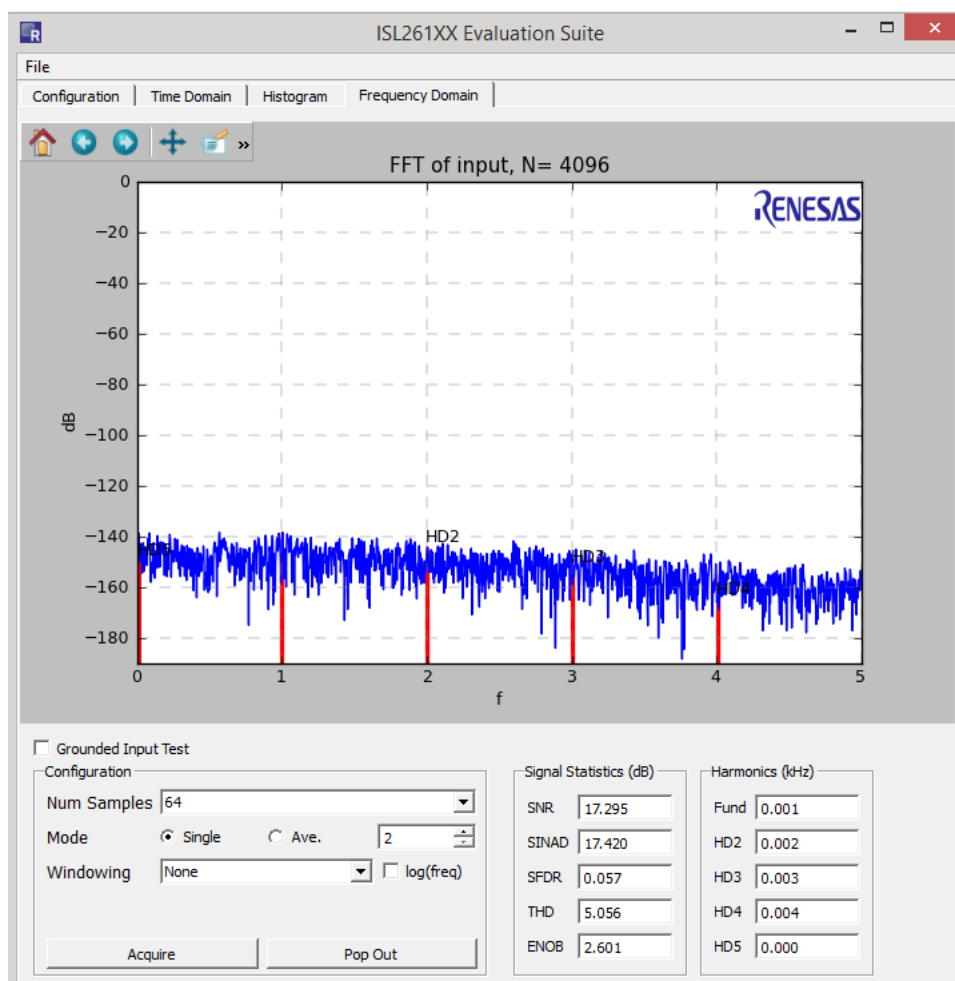 R
ISL261XX Evaluation Suite
File
Configuration Time Domain Histogram Frequency Domain
»
FFT of input, N= 4096
RENESAS
0
−20
−40
−60
−80
−100
−120
−140
−160
−180
dB
HD5
HD2
HD3
HD4
0 1 2 3 4 5
f
Grounded Input Test
Configuration
Num Samples 64
Mode Single Ave. 2
Windowing None log(freq)
Acquire Pop Out
Signal Statistics (dB)
SNR 17.295
SINAD 17.420
SFDR 0.057
THD 5.056
ENOB 2.601
Harmonics (kHz)
Fund 0.001
HD2 0.002
HD3 0.003
HD4 0.004
HD5 0.000